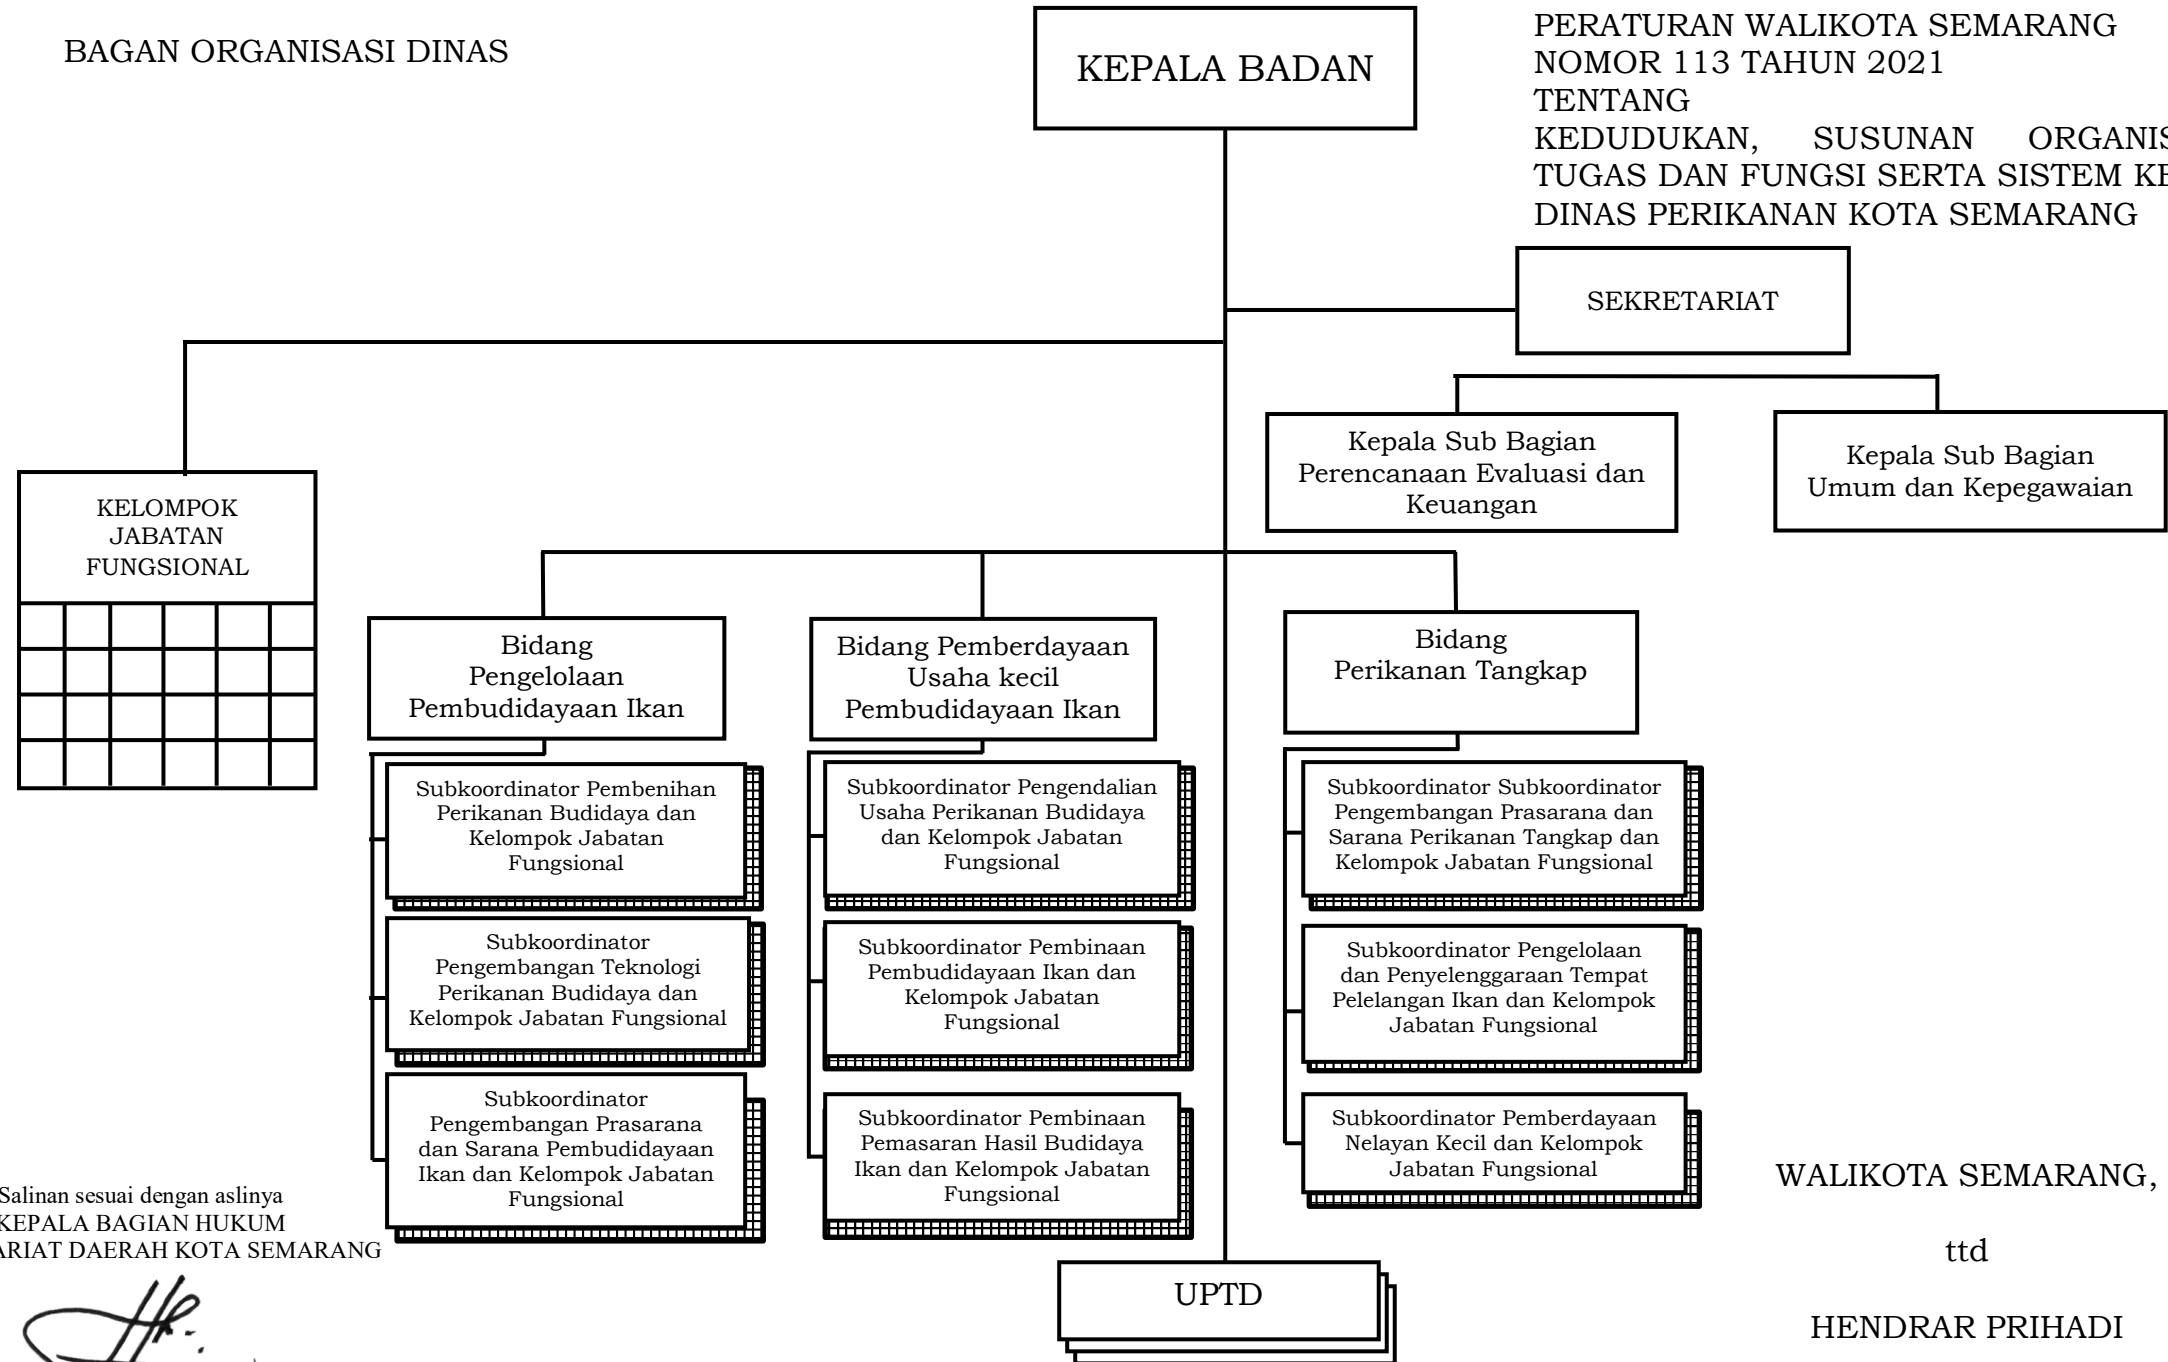 BAGAN ORGANISASI DINAS
KEPALA BADAN
PERATURAN WALIKOTA SEMARANG
NOMOR 113 TAHUN 2021
TENTANG
KEDUDUKAN, SUSUNAN
TUGAS DAN FUNGSI SERTA SISTEM
DINAS PERIKANAN KOTA SEMARANG
SEKRETARIAT
Kepala Sub Bagian
Perencanaan Evaluasi dan
Keuangan
Kepala Sub Bagian
Umum dan Kepegawaian
KELOMPOK
JABATAN
FUNGSIONAL
Bidang
Pengelolaan
Pembudidayaan Ikan
Bidang Pemberdayaan
Usaha kecil
Pembudidayaan Ikan
Bidang
Perikanan Tangkap
Subkoordinator Pembenihan
Perikanan Budidaya dan
Kelompok Jabatan
Fungsional
Subkoordinator
Pengembangan Teknologi
Perikanan Budidaya dan
Kelompok Jabatan Fungsional
Subkoordinator
Pengembangan Prasarana
dan Sarana Pembudidayaan
Ikan dan Kelompok Jabatan
Fungsional
Subkoordinator Pengendalian
Usaha Perikanan Budidaya
dan Kelompok Jabatan
Fungsional
Subkoordinator Pembinaan
Pembudidayaan Ikan dan
Kelompok Jabatan
Fungsional
Subkoordinator Pembinaan
Pemasaran Hasil Budidaya
Ikan dan Kelompok Jabatan
Fungsional
Subkoordinator Subkoordinator
Pengembangan Prasarana dan
Sarana Perikanan Tangkap dan
Kelompok Jabatan Fungsional
Subkoordinator Pengelolaan
dan Penyelenggaraan Tempat
Pelelangan Ikan dan Kelompok
Jabatan Fungsional
Subkoordinator Pemberdayaan
Nelayan Kecil dan Kelompok
Jabatan Fungsional
UPTD
Salinan sesuai dengan aslinya
KEPALA BAGIAN HUKUM
DAERAH KOTA SEMARANG
WALIKOTA SEMARANG,
ttd
HENDRAR PRIHADI